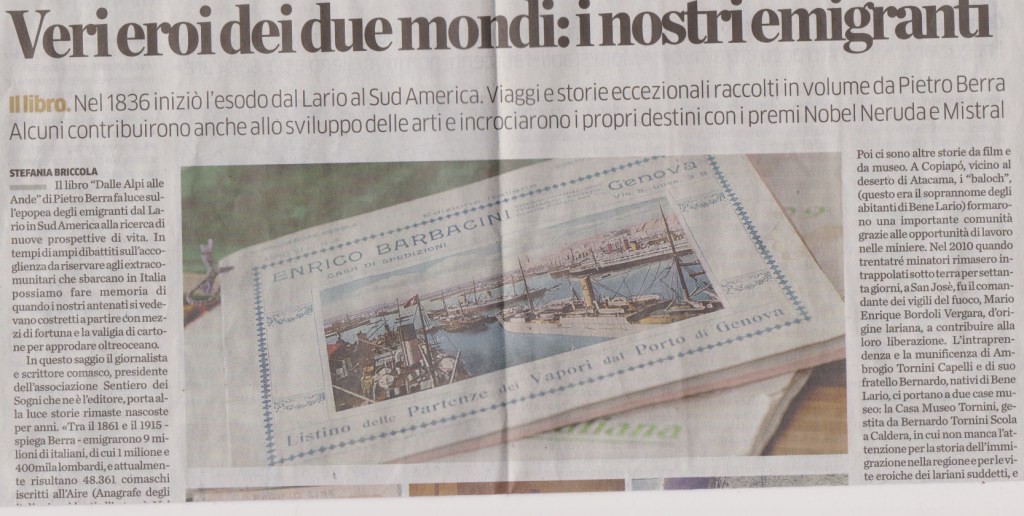 Veri eroi dei due mondi: i nostri emigranti
Il libro. Nel 1836 iniziò l'esodo dal Lario al Sud America. Viaggi e storie eccezionali raccolti in volume da Pietro Berra
Alcuni contribuirono anche allo sviluppo delle arti e incrociarono i propri destini con i premi Nobel Neruda e Mistral
STEFANIA BRICCOLA
Il libro “Dalle Alpi alle
Ande” di Pietro Berra fa luce sul-
l'epopea degli emigranti dal La-
rio in Sud America alla ricerca di
nuove prospettive di vita. In
tempi di ampi dibattiti sull'acco-
glienza da riservare agli extraco-
munitari che sbarcano in Italia
possiamo fare memoria di
quando i nostri antenati si vede-
vano costretti a partire con mez-
zi di fortuna e la valigia di carto-
ne per approdare oltreoceano.
In questo saggio il giornalista
e scrittore comasco, presidente
dell'associazione Sentiero dei
Sogni che ne è l'editore, porta al-
la luce storie rimaste nascoste
per anni. «Tra il 1861 e il 1915 -
spiega Berra - emigrarono 9 mi-
lioni di italiani, di cui 1 milione e
400mila lombardi, e attualmente
risultano 48.361 comaschi
iscritti all'Aire (Anagrafe degli
ENRICO BARBACINI Genova
CASA DI SPEDIZIONI
Listino delle Partenze dei Vapori dal Porto di Genova
Poi ci sono altre storie da film e
da museo. A Copiapó, vicino al
deserto di Atacama, i “baloch”,
(questo era il soprannome degli
abitanti di Bene Lario) formaro-
no una importante comunità
grazie alle opportunità di lavoro
nelle miniere. Nel 2010 quando
trentatré minatori rimasero in-
trappolati sotto terra per settan-
ta giorni, a San Josè, fu il coman-
dante dei vigili del fuoco, Mario
Enrique Bordoli Vergara, d'ori-
gine lariana, a contribuire alla
loro liberazione. L'intrapren-
denza e la munificenza di Am-
brogio Tornini Capelli e di suo
fratello Bernardo, nativi di Bene
Lario, ci portano a due case mu-
seo: la Casa Museo Tornini, ge-
stita da Bernardo Tornini Scola
a Caldera, in cui non manca l'at-
tenzione per la storia dell'immi-
grazione nella regione e per le vi-
te eroiche dei lariani suddetti, e